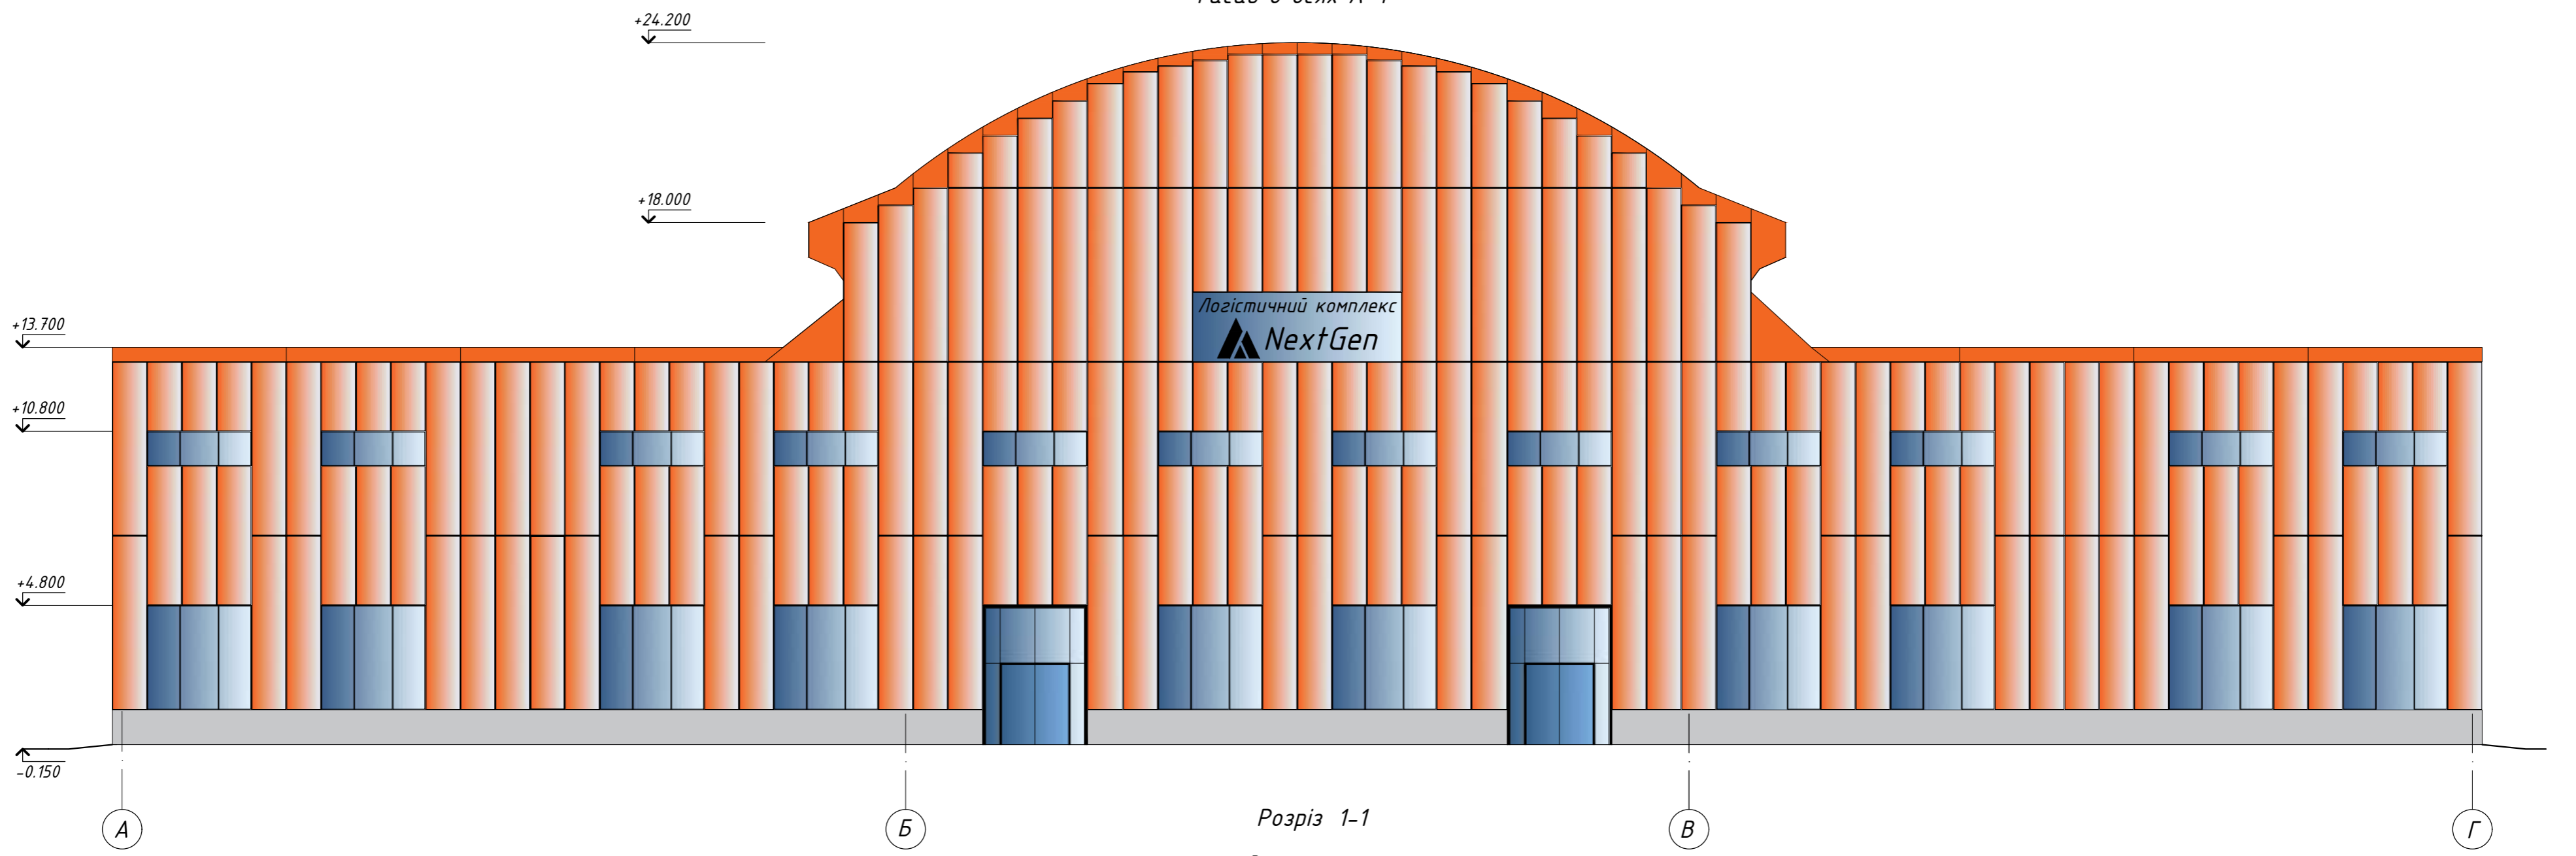 +24.200
+18.000
Логістичний комплекс
+13.700
NextGen
+10.800
+4.800
-0.150
Розріз 1-1
А
Б
В
Г